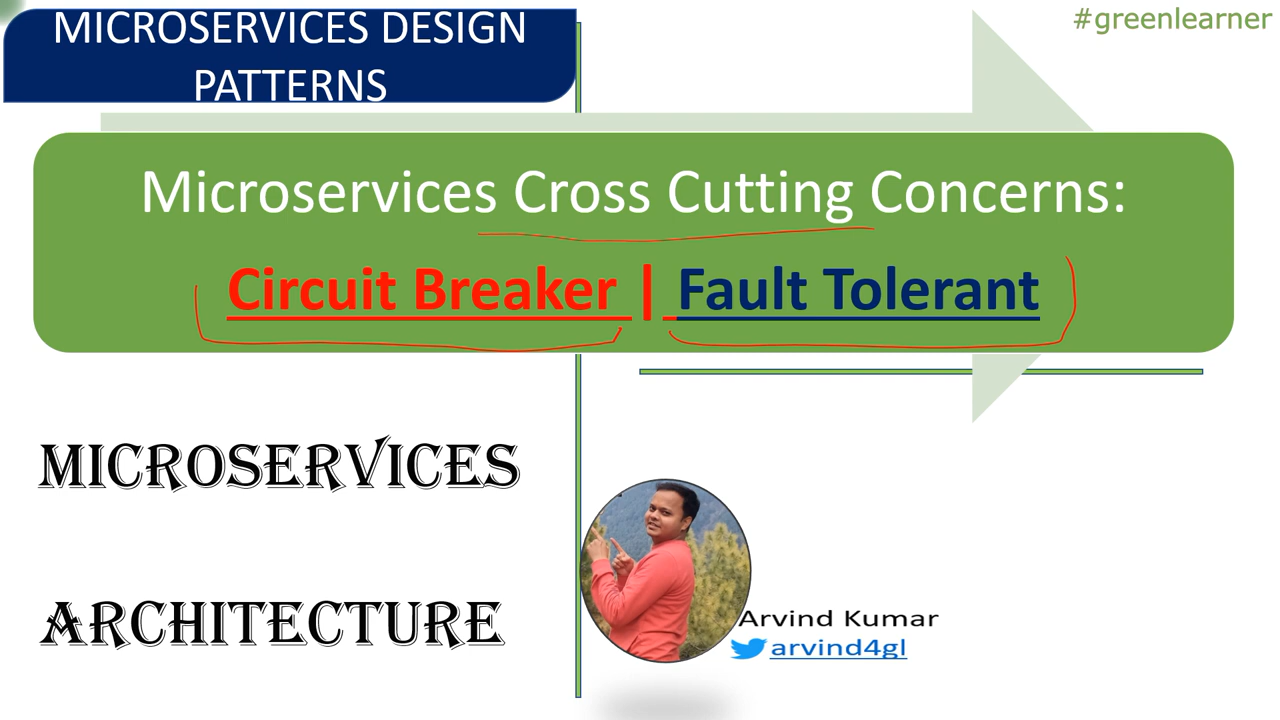 MICROSERVICES DESIGN
PATTERNS
#greenlearner
Microservices Cross Cutting Concerns:
Circuit Breaker | Fault Tolerant
MICROSERVICES
ARCHITECTURE
Arvind Kumar
arvind4gl